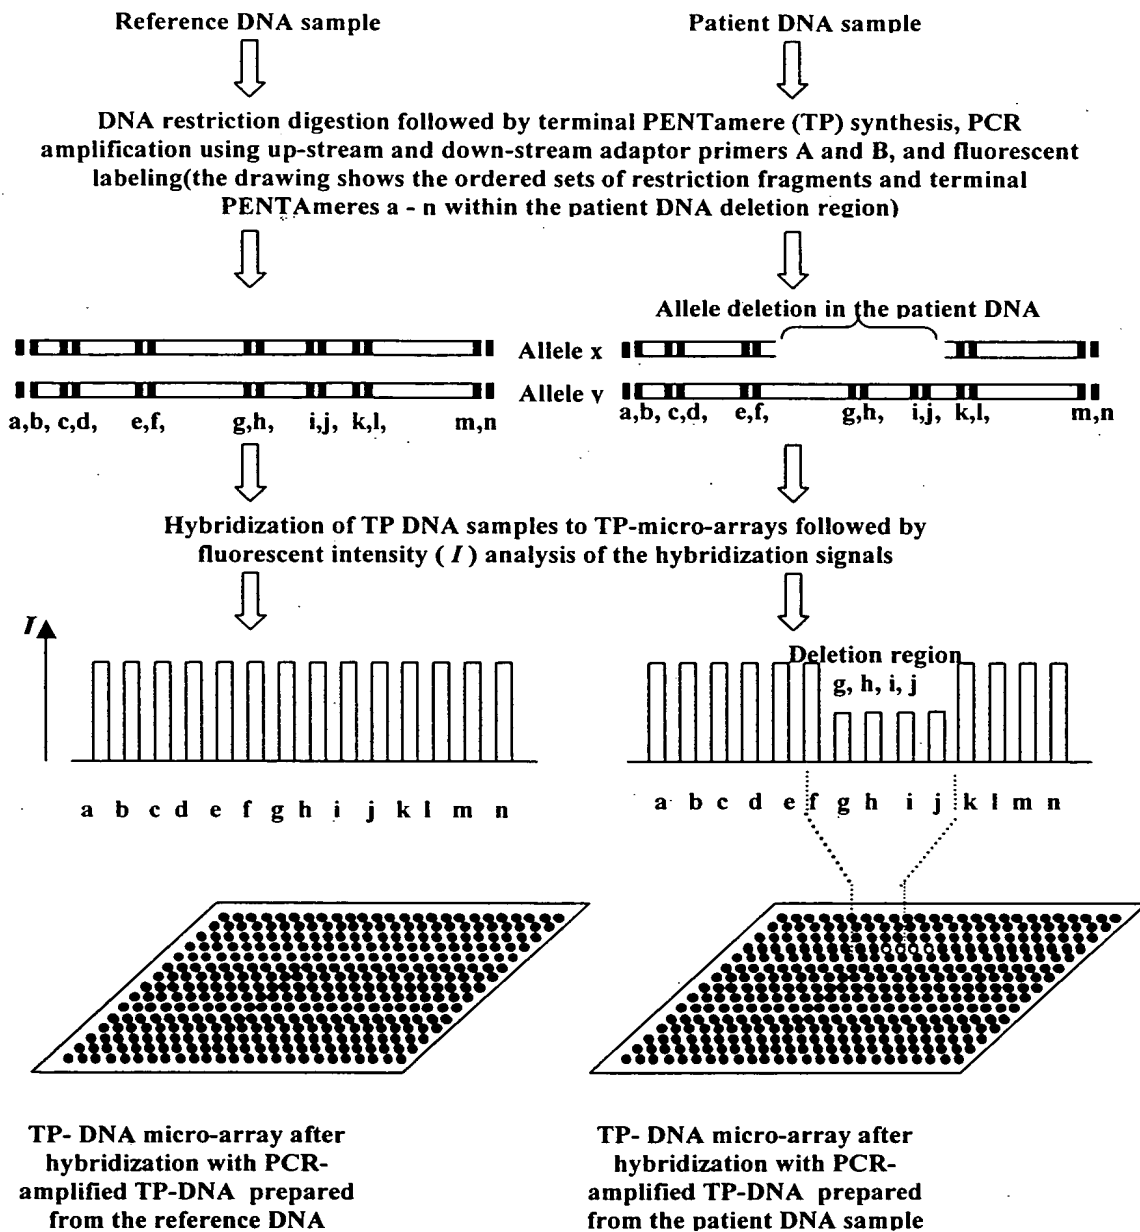 Reference DNA sample
Patient DNA sample
DNA restriction digestion followed by terminal PENTamere (TP) synthesis, PCR
amplification using up-stream and down-stream adaptor primers A and B, and fluorescent
labeling(the drawing shows the ordered sets of restriction fragments and terminal
PENTAmeres a - n within the patient DNA deletion region)
Allele deletion in the patient DNA
Allele x
Allele y
a,b, c,d, e,f, g,h, i,j, k,l, m,n
a,b, c,d, e,f, g,h, i,j, k,l, m,n
Hybridization of TP DNA samples to TP-micro-arrays followed by
fluorescent intensity ( I ) analysis of the hybridization signals
I
Deletion region
g, h, i, j
a b c d e f g h i j k l m n
a b c d e f g h i j k l m n
TP- DNA micro-array after
hybridization with PCR-
amplified TP-DNA prepared
from the reference DNA
TP- DNA micro-array after
hybridization with PCR-
amplified TP-DNA prepared
from the patient DNA sample